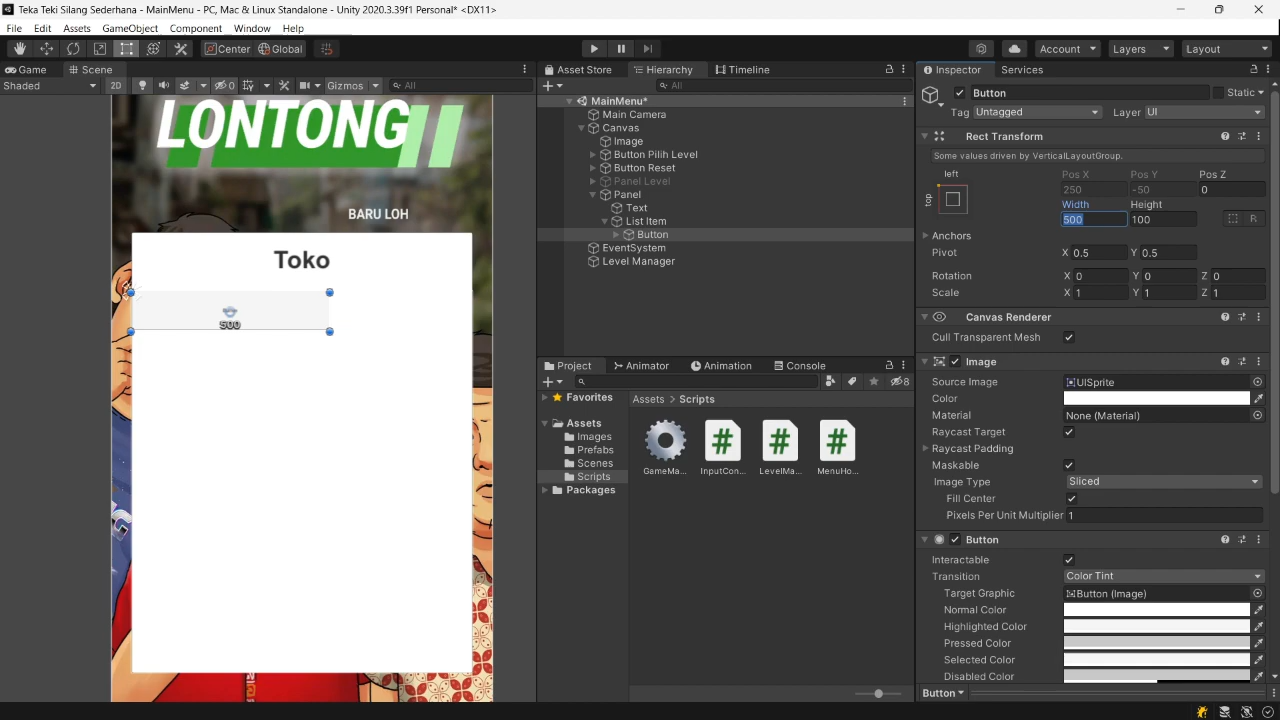 Teka Teki Silang Sederhana - MainMenu - PC, Mac & Linux Standalone - Unity 2020.3.39f1 Personal* <DX11>
File Edit Assets GameObject Component Window Help
Center Global Account Layers Layout
Game Scene
Shaded 2D 0 Gizmos All
LONTONG
BARU LOH
Toko
500
Asset Store Hierarchy Timeline
All
MainMenu*
Main Camera
Canvas
Image
Button Pilih Level
Button Reset
Panel Level
Panel
Text
List Item
Button
EventSystem
Level Manager
Project Animator Animation Console
8
Favorites
Assets
Images
Prefabs
Scenes
Scripts
Packages
Assets > Scripts
GameMa... InputCon... LevelMa... MenuHo...
Inspector Services
Button Static
Tag Untagged Layer UI
Rect Transform
Some values driven by VerticalLayoutGroup.
left Pos X Pos Y Pos Z
top 250 -50 0
Width Height
500 100 R
Anchors
Pivot X 0.5 Y 0.5
Rotation X 0 Y 0 Z 0
Scale X 1 Y 1 Z 1
Canvas Renderer
Cull Transparent Mesh
Image
Source Image UISprite
Color
Material None (Material)
Raycast Target
Raycast Padding
Maskable
Image Type Sliced
Fill Center
Pixels Per Unit Multiplier 1
Button
Interactable
Transition Color Tint
Target Graphic Button (Image)
Normal Color
Highlighted Color
Pressed Color
Selected Color
Disabled Color
Button